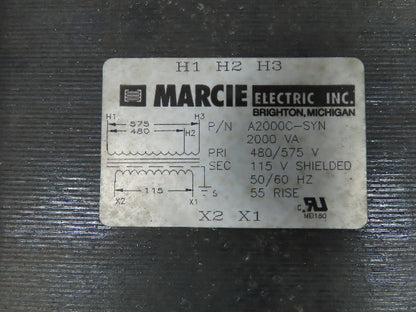 H1 H2 H3
MARCIE ELECTRIC INC.
BRIGHTON, MICHIGAN
P/N A2000C-SYN
2000 VA
PRI 480/575 V
SEC 115 V SHIELDED
50/60 HZ
55 RISE
H1 H3
575
480
H2
115
S
X2 X1
X2 X1
C UR